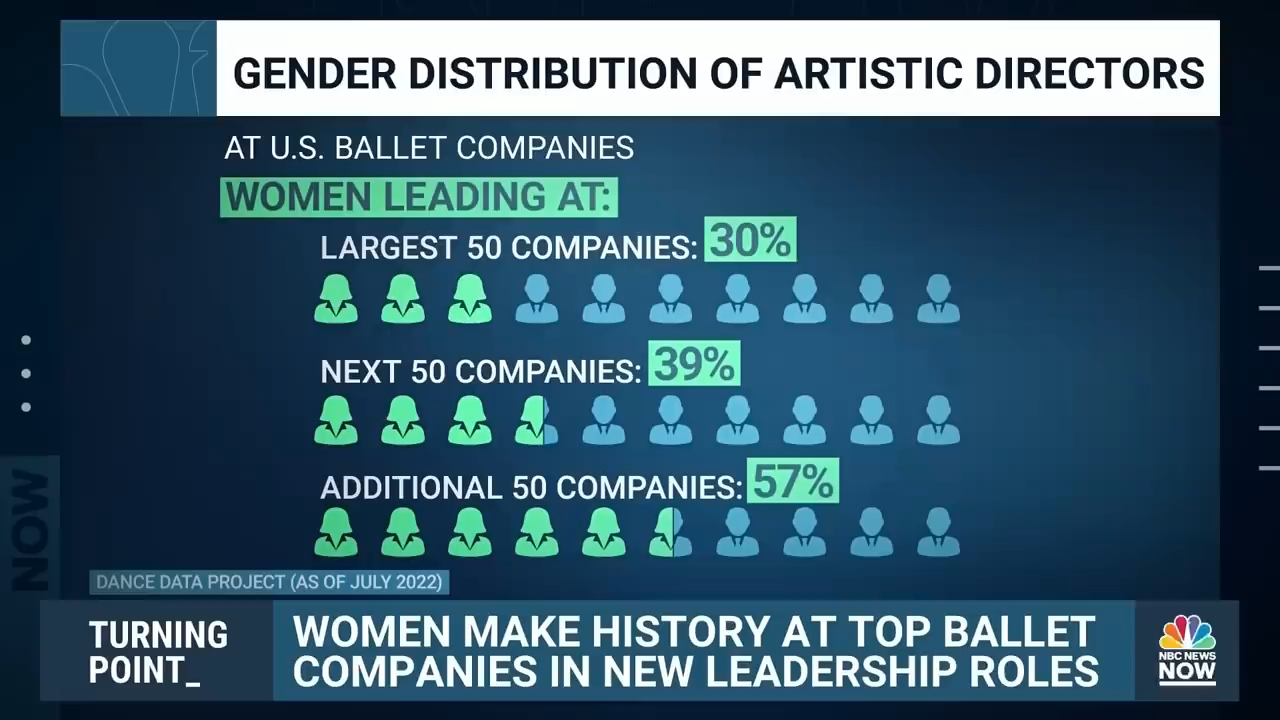 GENDER DISTRIBUTION OF ARTISTIC DIRECTORS
AT U.S. BALLET COMPANIES
WOMEN LEADING AT:
LARGEST 50 COMPANIES: 30%
NEXT 50 COMPANIES: 39%
ADDITIONAL 50 COMPANIES: 57%
NOW
DANCE DATA PROJECT (AS OF JULY 2022)
TURNING
POINT_
WOMEN MAKE HISTORY AT TOP BALLET
COMPANIES IN NEW LEADERSHIP ROLES
NBC NEWS
NOW